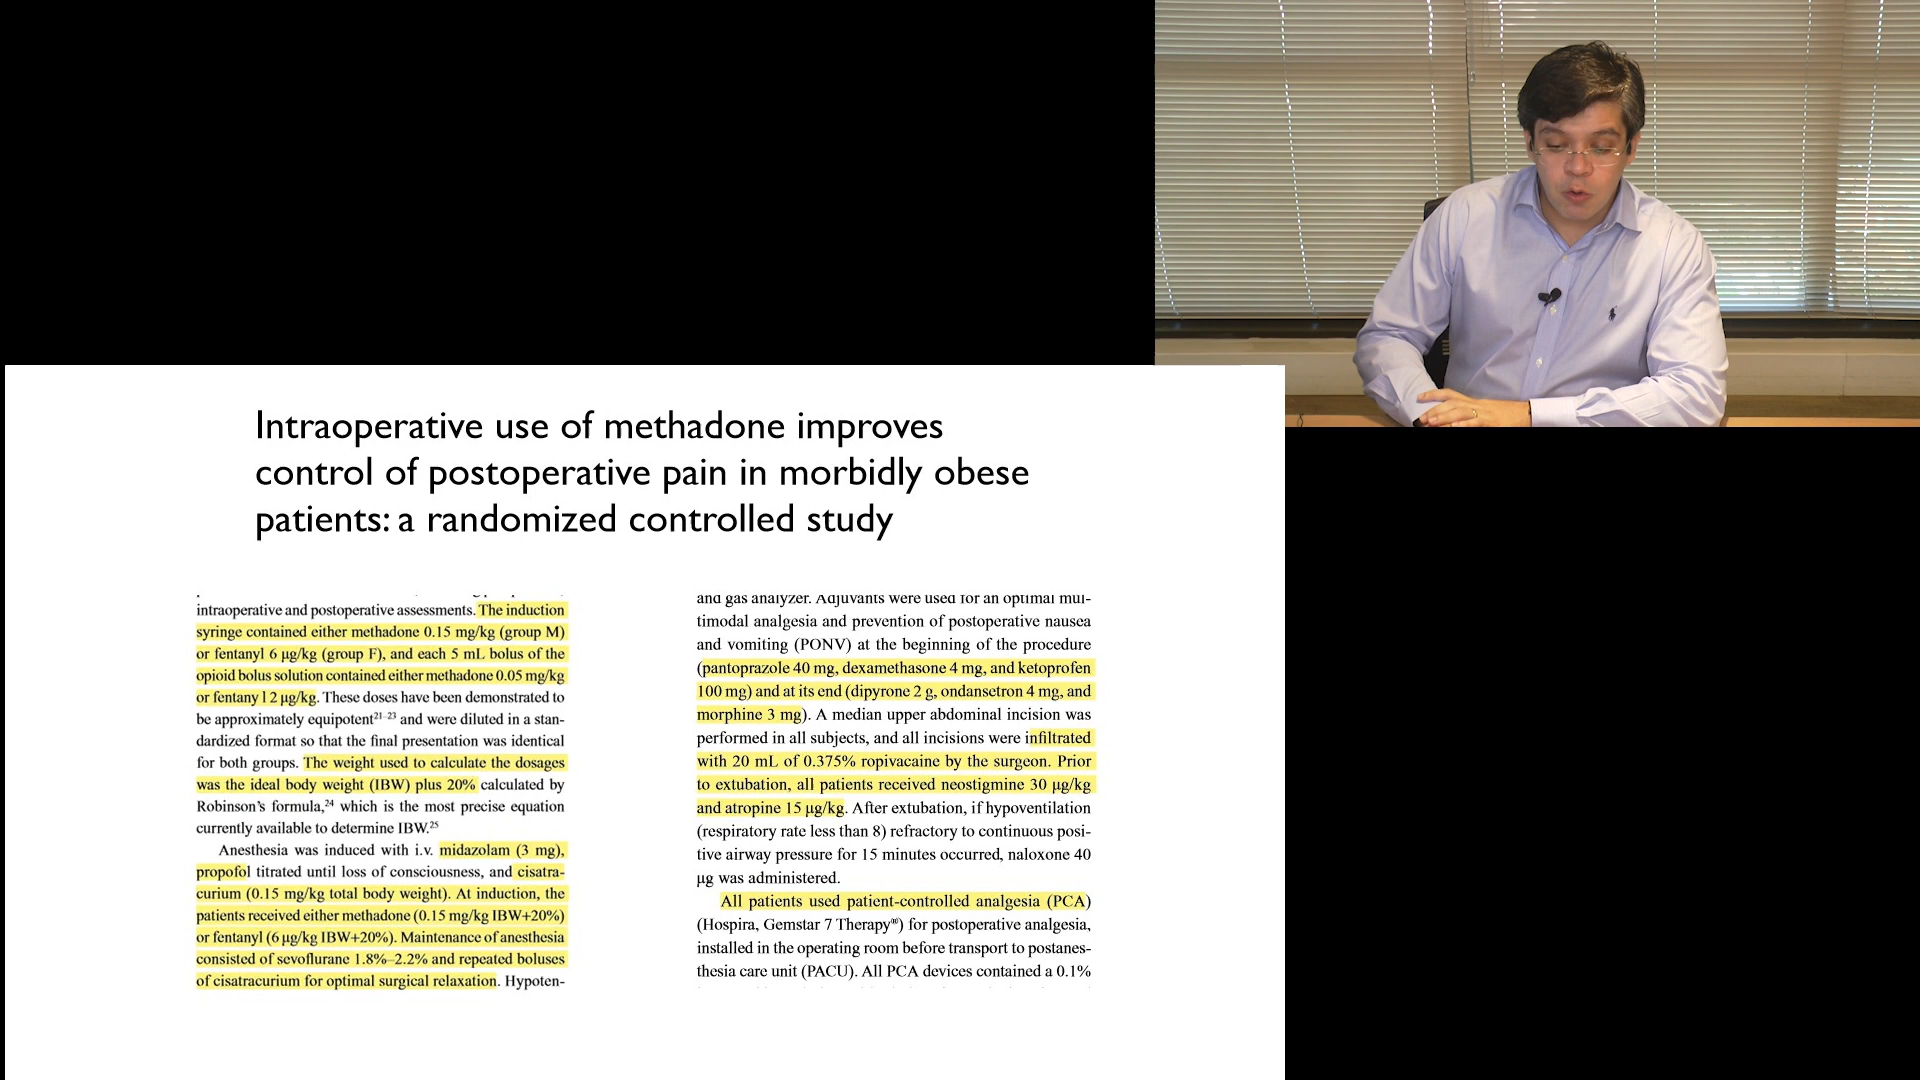 Intraoperative use of methadone improves
control of postoperative pain in morbidly obese
patients: a randomized controlled study
intraoperative and postoperative assessments. The induction
syringe contained either methadone 0.15 mg/kg (group M)
or fentanyl 6 μg/kg (group F), and each 5 mL bolus of the
opioid bolus solution contained either methadone 0.05 mg/kg
or fentany l 2 μg/kg. These doses have been demonstrated to
be approximately equipotent21–23 and were diluted in a stan-
dardized format so that the final presentation was identical
for both groups. The weight used to calculate the dosages
was the ideal body weight (IBW) plus 20% calculated by
Robinson’s formula,24 which is the most precise equation
currently available to determine IBW.25
Anesthesia was induced with i.v. midazolam (3 mg),
propofol titrated until loss of consciousness, and cisatra-
curium (0.15 mg/kg total body weight). At induction, the
patients received either methadone (0.15 mg/kg IBW+20%)
or fentanyl (6 μg/kg IBW+20%). Maintenance of anesthesia
consisted of sevoflurane 1.8%–2.2% and repeated boluses
of cisatracurium for optimal surgical relaxation. Hypoten-
and gas analyzer. Adjuvants were used for an optimal mul-
timodal analgesia and prevention of postoperative nausea
and vomiting (PONV) at the beginning of the procedure
(pantoprazole 40 mg, dexamethasone 4 mg, and ketoprofen
100 mg) and at its end (dipyrone 2 g, ondansetron 4 mg, and
morphine 3 mg). A median upper abdominal incision was
performed in all subjects, and all incisions were infiltrated
with 20 mL of 0.375% ropivacaine by the surgeon. Prior
to extubation, all patients received neostigmine 30 μg/kg
and atropine 15 μg/kg. After extubation, if hypoventilation
(respiratory rate less than 8) refractory to continuous posi-
tive airway pressure for 15 minutes occurred, naloxone 40
μg was administered.
All patients used patient-controlled analgesia (PCA)
(Hospira, Gemstar 7 Therapy®) for postoperative analgesia,
installed in the operating room before transport to postanes-
thesia care unit (PACU). All PCA devices contained a 0.1%